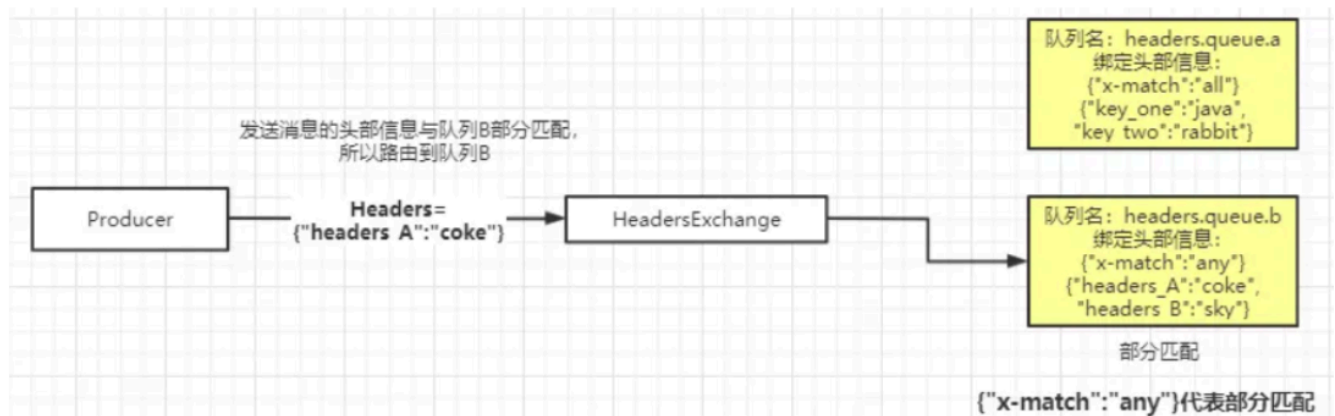 队列名：headers.queue.a
绑定头部信息：
{"x-match":"all"}
{"key_one":"java",
"key two":"rabbit"}
发送消息的头部信息与队列B部分匹配，
所以路由到队列B
Producer
Headers=
{"headers A":"coke"}
HeadersExchange
队列名：headers.queue.b
绑定头部信息：
{"x-match":"any"}
{"headers_A":"coke",
"headers B":"sky"}
部分匹配
{"x-match":"any"}代表部分匹配